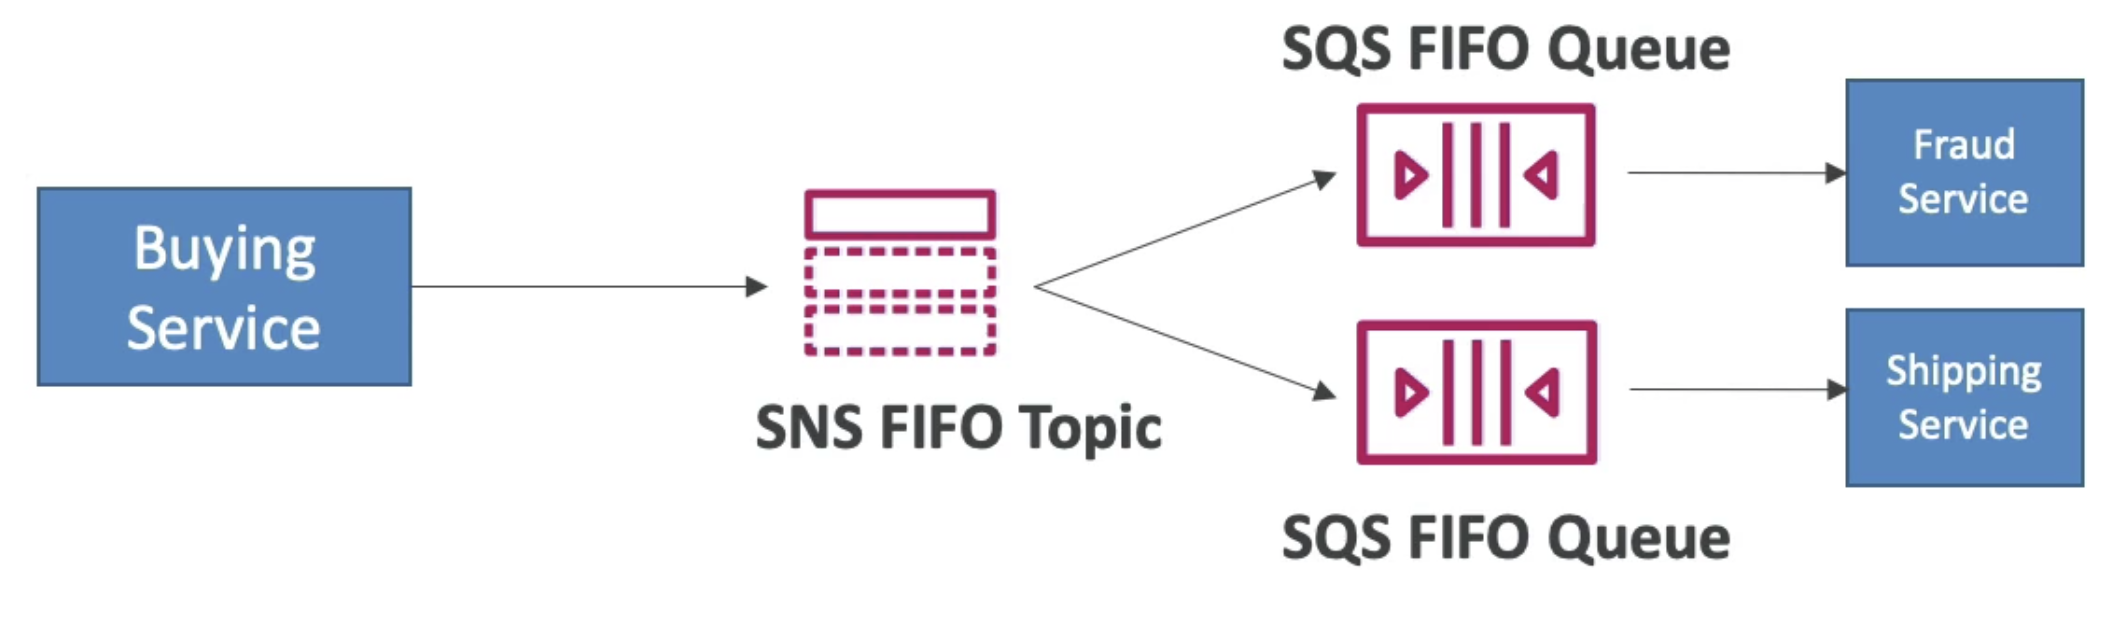 Buying
Service
SNS FIFO Topic
SQS FIFO Queue
Fraud
Service
Shipping
Service
SQS FIFO Queue